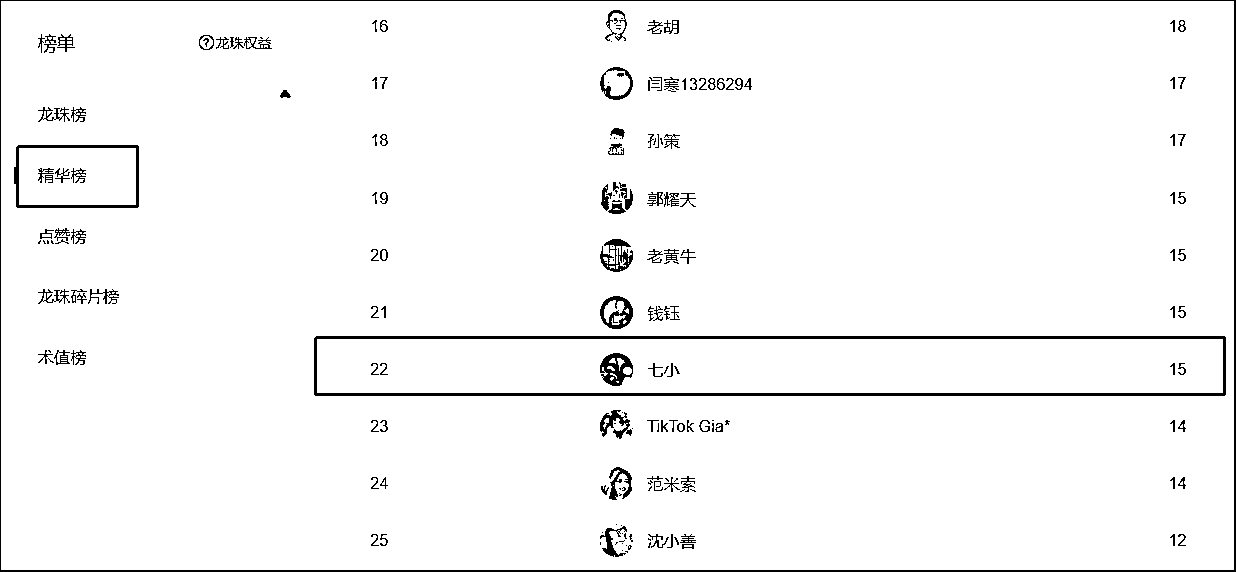 榜单
龙珠权益
龙珠榜
精华榜
点赞榜
龙珠碎片榜
术值榜
16 老胡 18
17 闫寒13286294 17
18 孙策 17
19 郭耀天 15
20 老黄牛 15
21 钱钰 15
22 七小 15
23 TikTok Gia* 14
24 范米索 14
25 沈小善 12